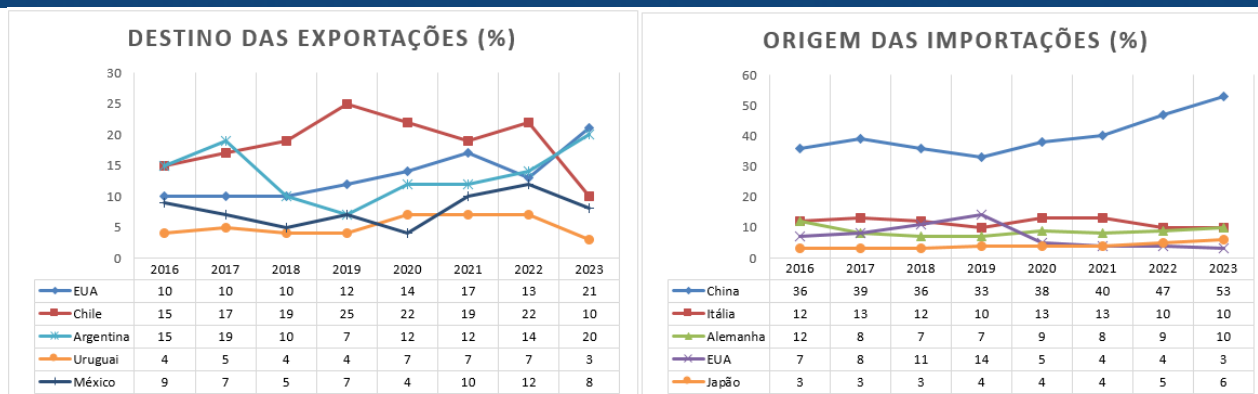 DESTINO DAS EXPORTAÇÕES (%)
30
25
20
15
10
5
0
2016 2017 2018 2019 2020 2021 2022 2023
EUA 10 10 10 12 14 17 13 21
Chile 15 17 19 25 22 19 22 10
Argentina 15 19 10 7 12 12 14 20
Uruguai 4 5 4 4 7 7 7 3
México 9 7 5 7 4 10 12 8
ORIGEM DAS IMPORTAÇÕES (%)
60
50
40
30
20
10
0
2016 2017 2018 2019 2020 2021 2022 2023
China 36 39 36 33 38 40 47 53
Itália 12 13 12 10 13 13 10 10
Alemanha 12 8 7 7 9 8 9 10
EUA 7 8 11 14 5 4 4 3
Japão 3 3 3 4 4 4 5 6